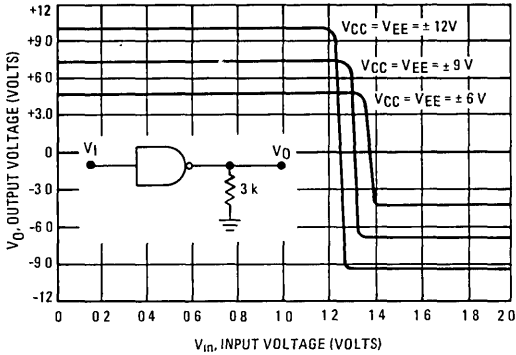 +12
+9 0
+6 0
+3.0
0
-3 0
-6 0
-9 0
-1 2
VO, OUTPUT VOLTAGE (VOLTS)
VCC = VEE = ± 12V
VCC = VEE = ± 9 V
VCC = VEE = ± 6 V
VI
VO
3 k
0 0 2 0 4 0 6 0 8 1 0 1 2 1 4 1 6 1 8 2 0
Vin, INPUT VOLTAGE (VOLTS)